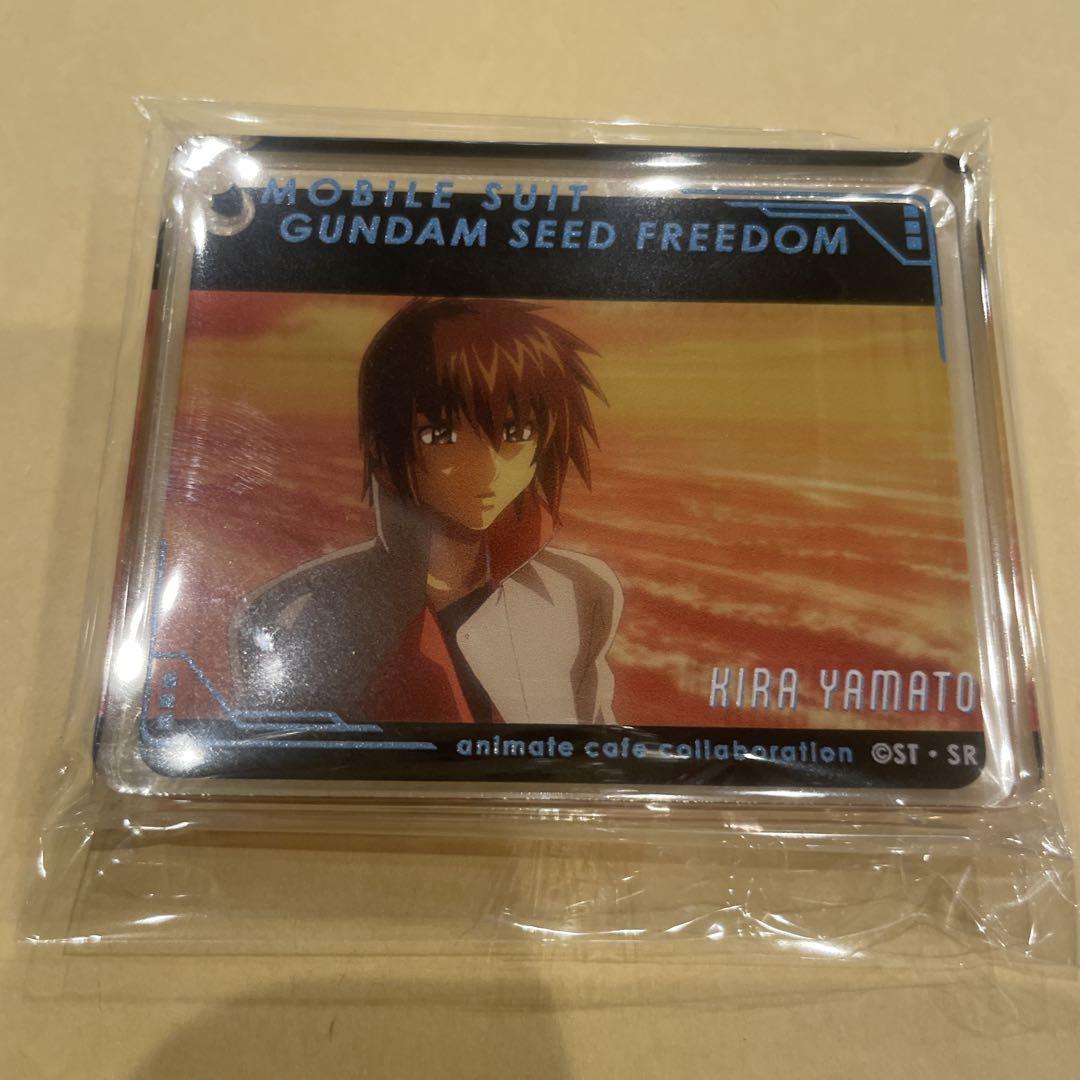 MOBILE SUIT
GUNDAM SEED FREEDOM
KIRA YAMATO
animate cafe collaboration ©ST・SR